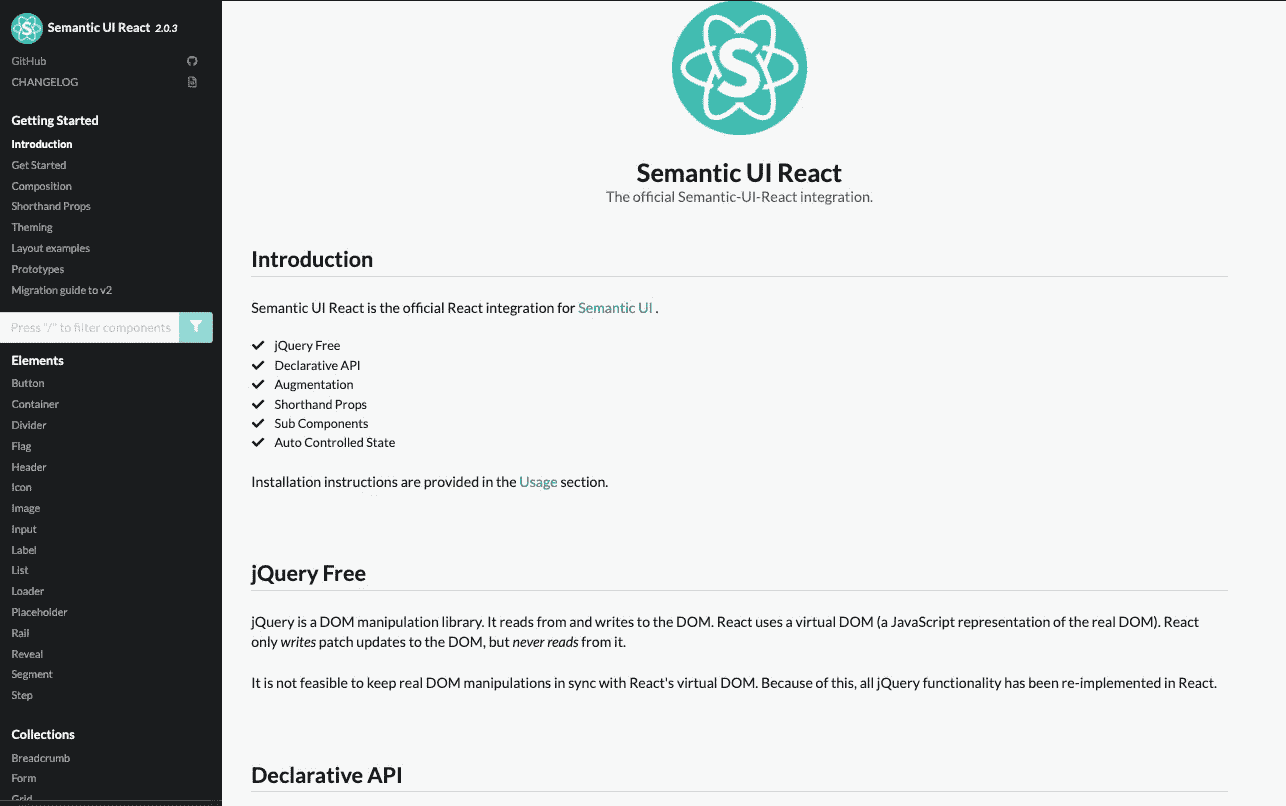 Semantic UI React 2.0.3
GitHub
CHANGELOG
Getting Started
Introduction
Get Started
Composition
Shorthand Props
Theming
Layout examples
Prototypes
Migration guide to v2
Press "/" to filter components
Elements
Button
Container
Divider
Flag
Header
Icon
Image
Input
Label
List
Loader
Placeholder
Rail
Reveal
Segment
Step
Collections
Breadcrumb
Form
Grid
S
Semantic UI React
The official Semantic-UI-React integration.
Introduction
Semantic UI React is the official React integration for Semantic UI .
jQuery Free
Declarative API
Augmentation
Shorthand Props
Sub Components
Auto Controlled State
Installation instructions are provided in the Usage section.
jQuery Free
jQuery is a DOM manipulation library. It reads from and writes to the DOM. React uses a virtual DOM (a JavaScript representation of the real DOM). React
only writes patch updates to the DOM, but never reads from it.
It is not feasible to keep real DOM manipulations in sync with React's virtual DOM. Because of this, all jQuery functionality has been re-implemented in React.
Declarative API